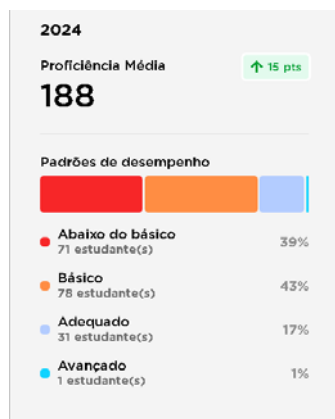 2024
Proficiência Média
↑ 15 pts
188
Padrões de desempenho
Abaixo do básico
71 estudante(s)
39%
Básico
78 estudante(s)
43%
Adequado
31 estudante(s)
17%
Avançado
1 estudante(s)
1%